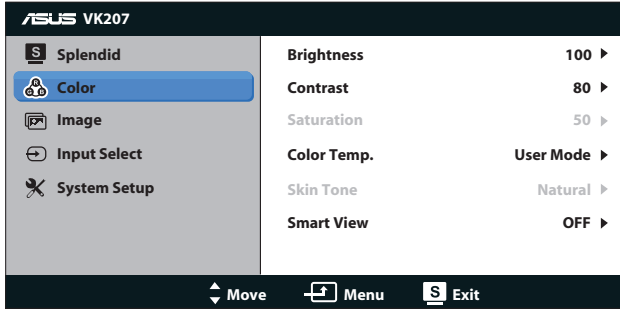 ASUS VK207
S Splendid
Color
Image
Input Select
System Setup
Brightness 100
Contrast 80
Saturation 50
Color Temp. User Mode
Skin Tone Natural
Smart View OFF
Move Menu S Exit